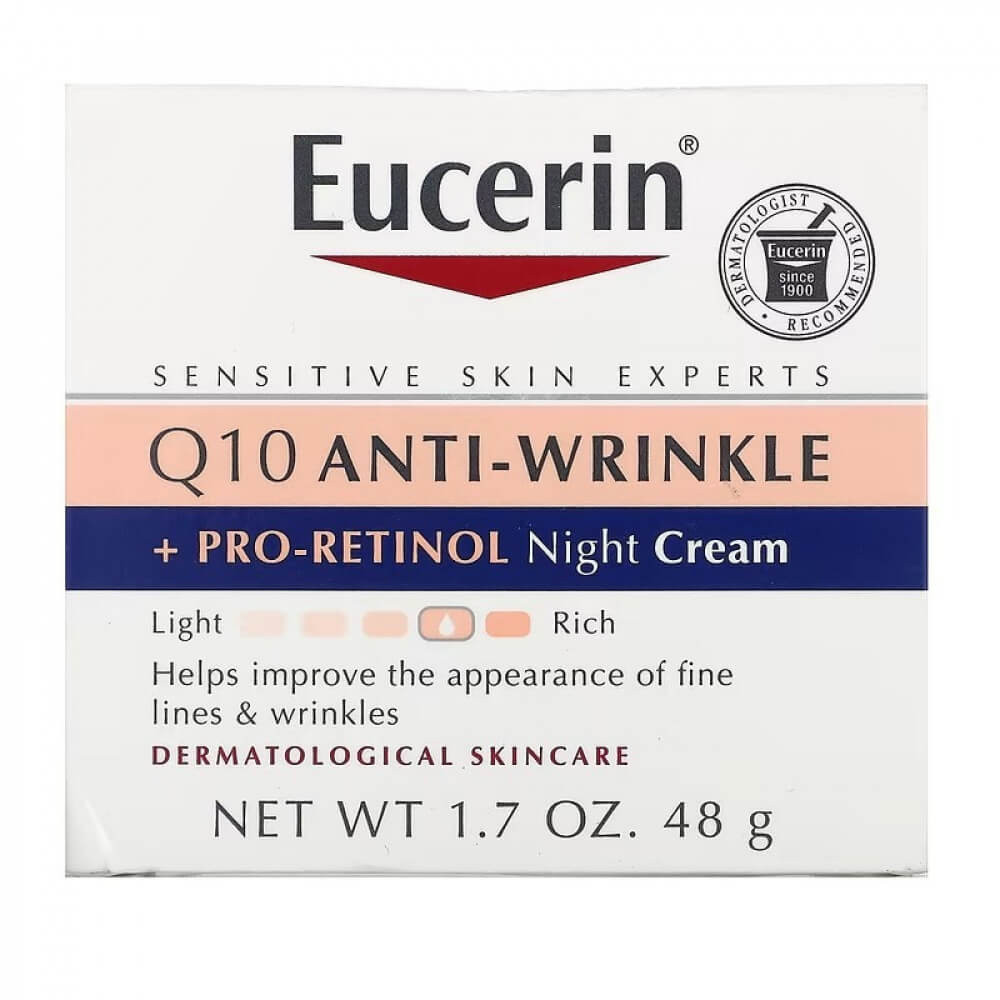 Eucerin®
DERMATOLOGIST RECOMMENDED
Eucerin
since
1900
SENSITIVE SKIN EXPERTS
Q10 ANTI-WRINKLE
+ PRO-RETINOL Night Cream
Light Rich
Helps improve the appearance of fine
lines & wrinkles
DERMATOLOGICAL SKINCARE
NET WT 1.7 OZ. 48 g